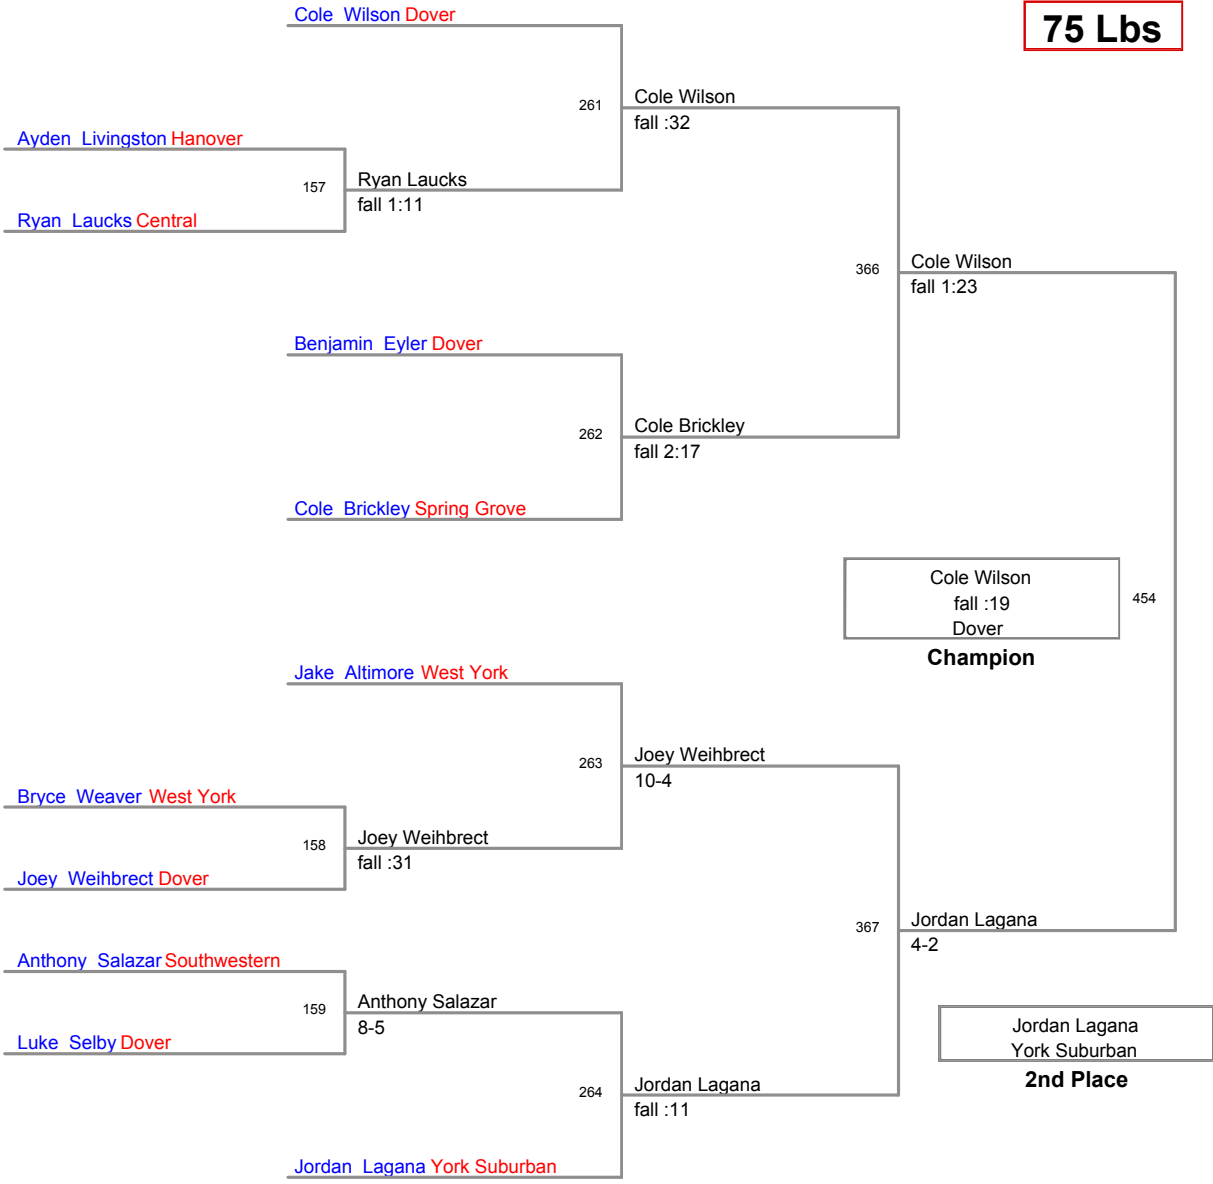 Cole Wilson Dover
75 Lbs
261
Cole Wilson
fall :32
Ayden Livingston Hanover
157
Ryan Laucks
fall 1:11
Ryan Laucks Central
366
Cole Wilson
fall 1:23
Benjamin Eyler Dover
262
Cole Brickley
fall 2:17
Cole Brickley Spring Grove
Cole Wilson
fall :19
Dover
454
Champion
Jake Altimore West York
263
Joey Weihbrect
10-4
Bryce Weaver West York
158
Joey Weihbrect
fall :31
Joey Weihbrect Dover
367
Jordan Lagana
4-2
Anthony Salazar Southwestern
159
Anthony Salazar
8-5
Luke Selby Dover
Jordan Lagana
York Suburban
2nd Place
264
Jordan Lagana
fall :11
Jordan Lagana York Suburban